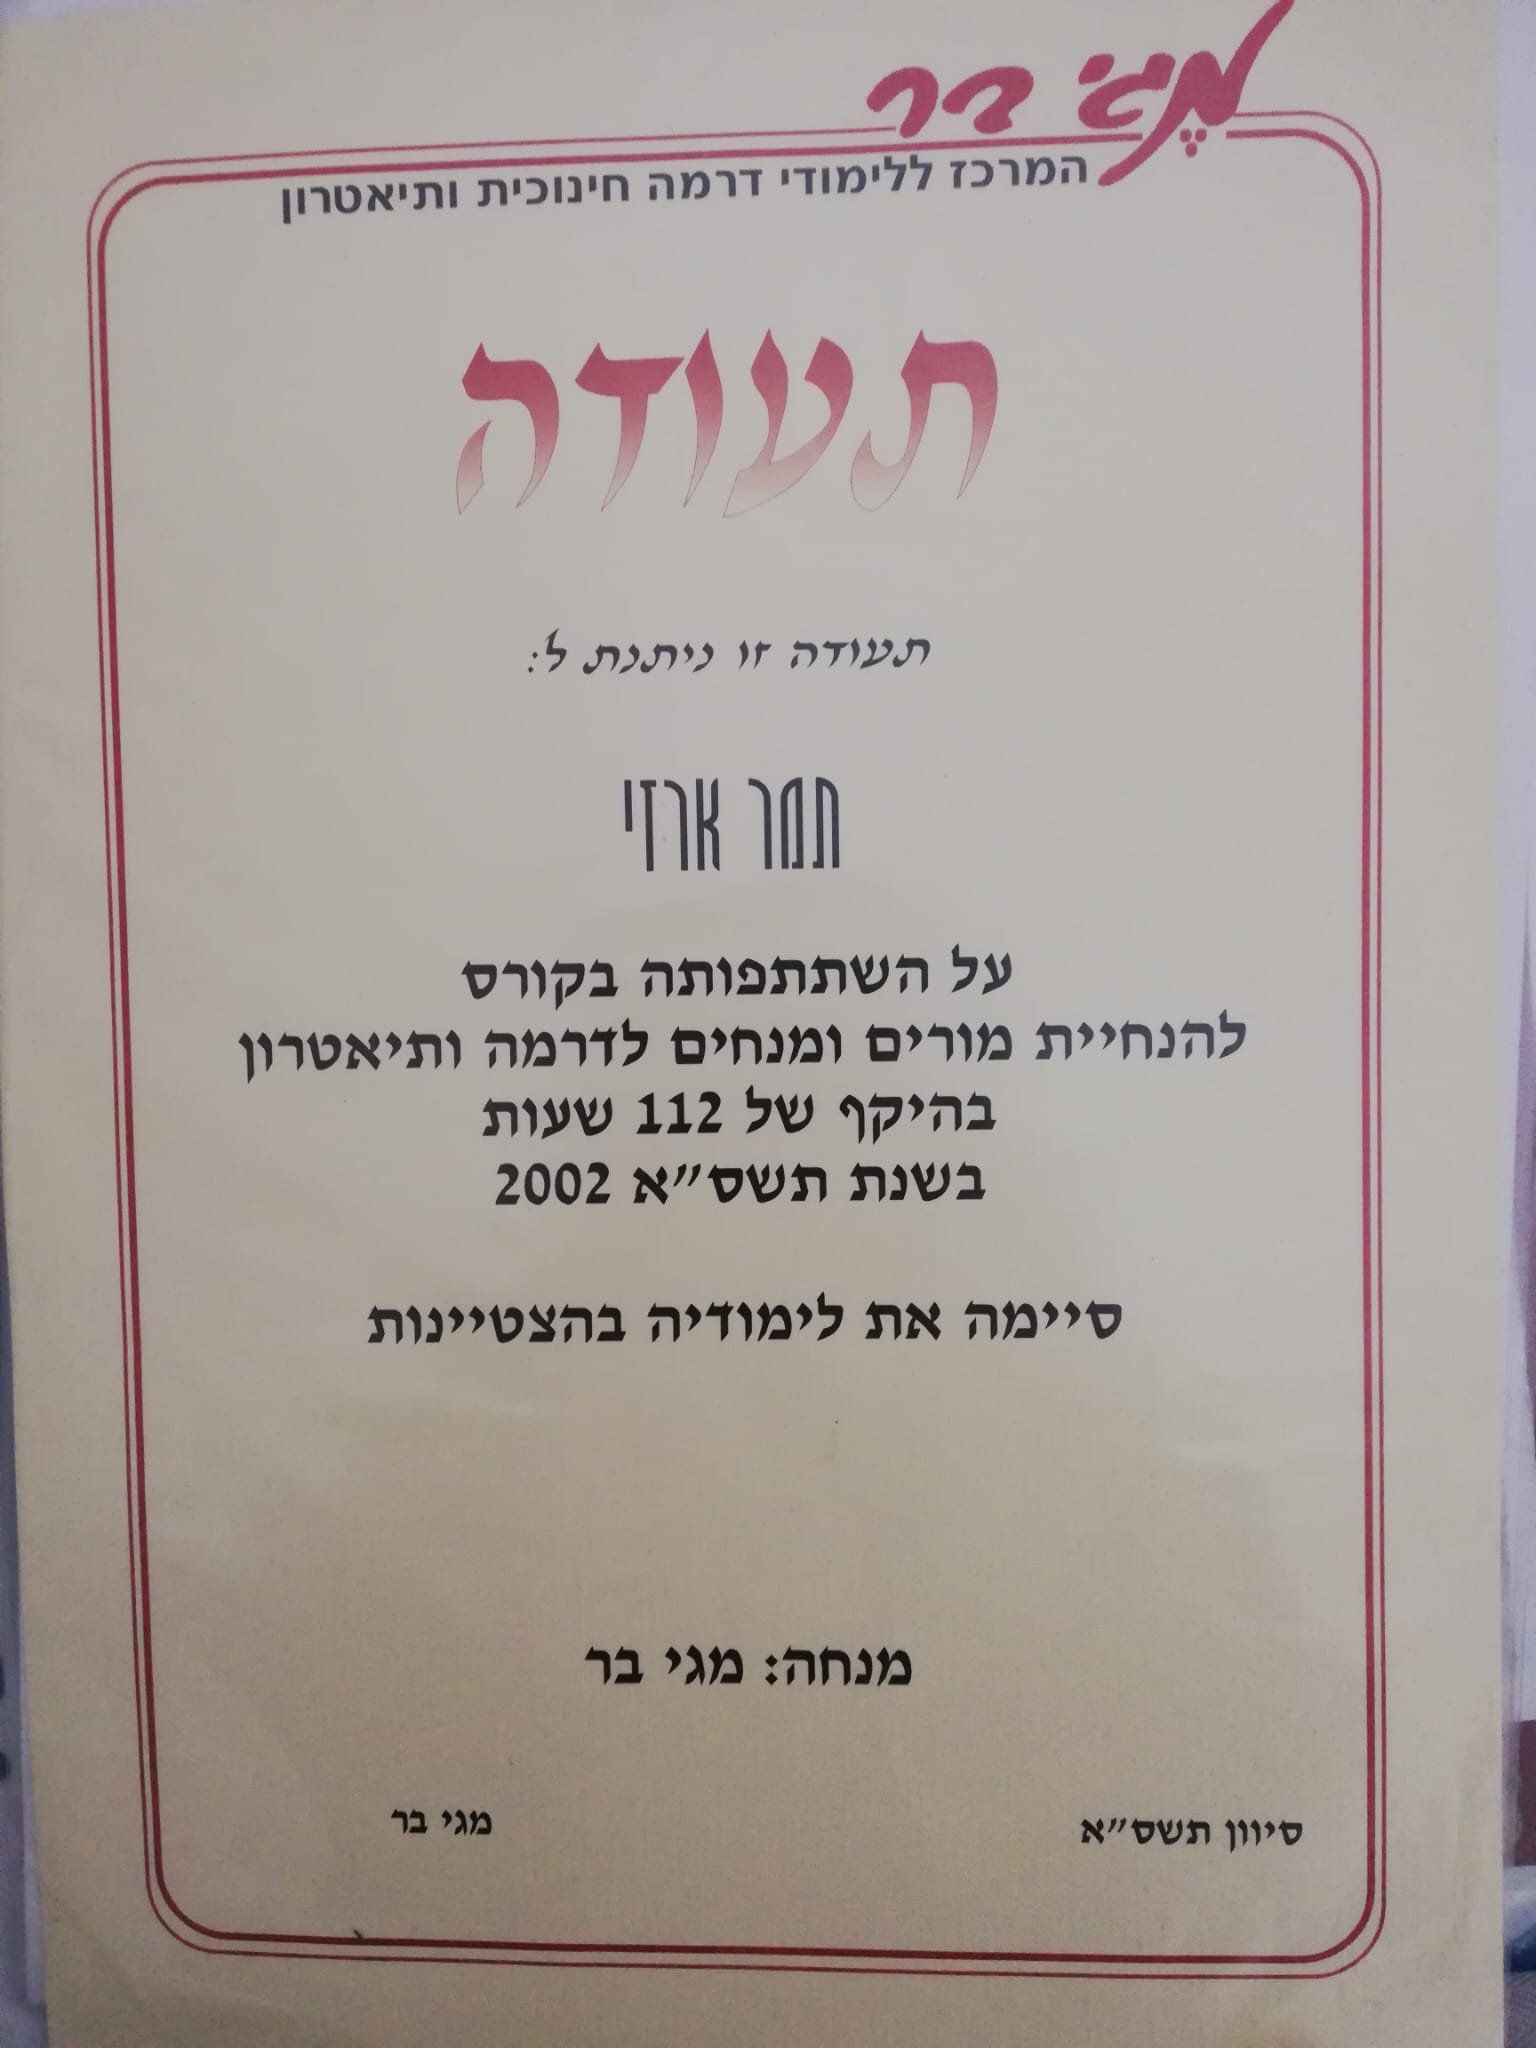 מגי בר
המרכז ללימודי דרמה חינוכית ותיאטרון
תעודה
תעודה זו ניתנת ל:
תמר ארזי
על השתתפותה בקורס
להנחיית מורים ומנחים לדרמה ותיאטרון
בהיקף של 112 שעות
בשנת תשס״א 2002
סיימה את לימודיה בהצטיינות
מנחה: מגי בר
סיוון תשס״א
מגי בר